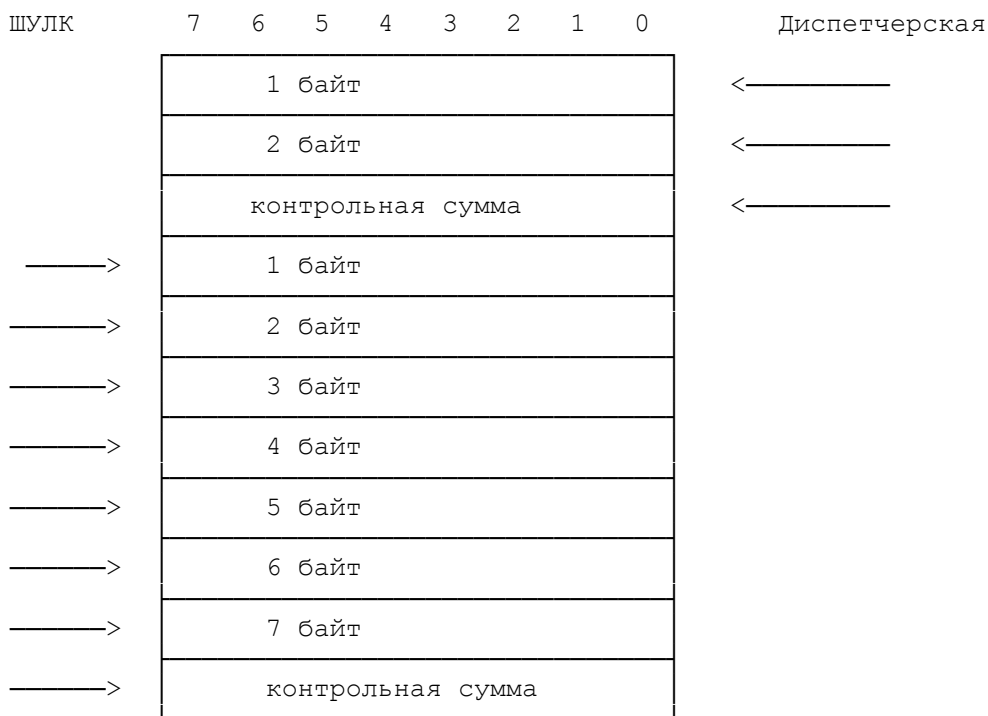 ШУЛК 7 6 5 4 3 2 1 0 Диспетчерская
1 байт <
2 байт <
контрольная сумма <
> 1 байт
> 2 байт
> 3 байт
> 4 байт
> 5 байт
> 6 байт
> 7 байт
> контрольная сумма